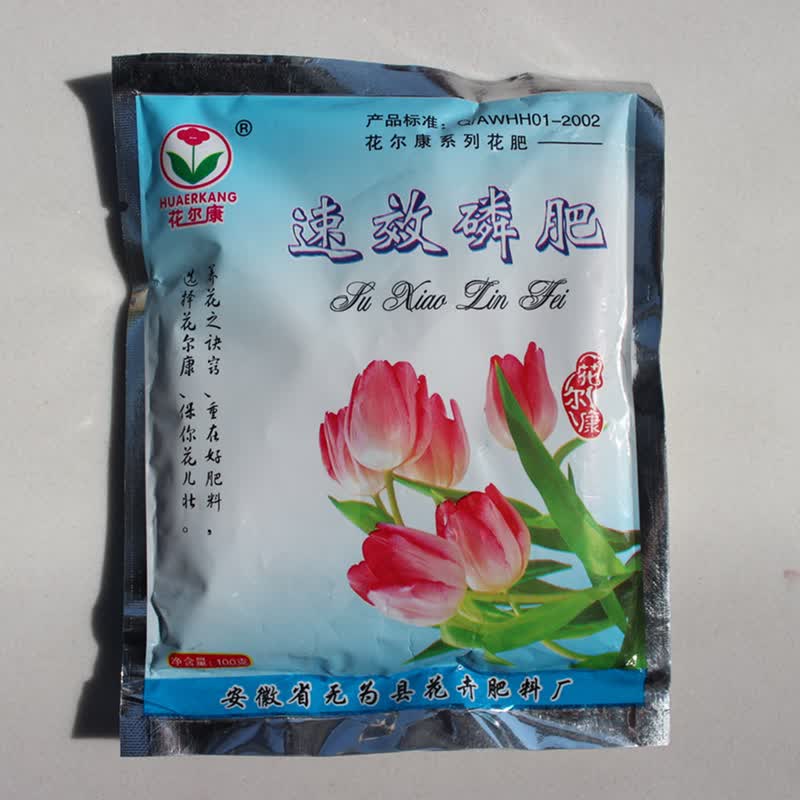 产品标准：Q/AWHH01-2002
花尔康系列花肥
®
HUAERKANG
花尔康
速效磷肥
Su Xiao Lin Fei
养花之诀窍、重在好肥料，
选择花尔康、保你花儿壮。
花尔康
净含量：100克
安徽省无为县花卉肥料厂